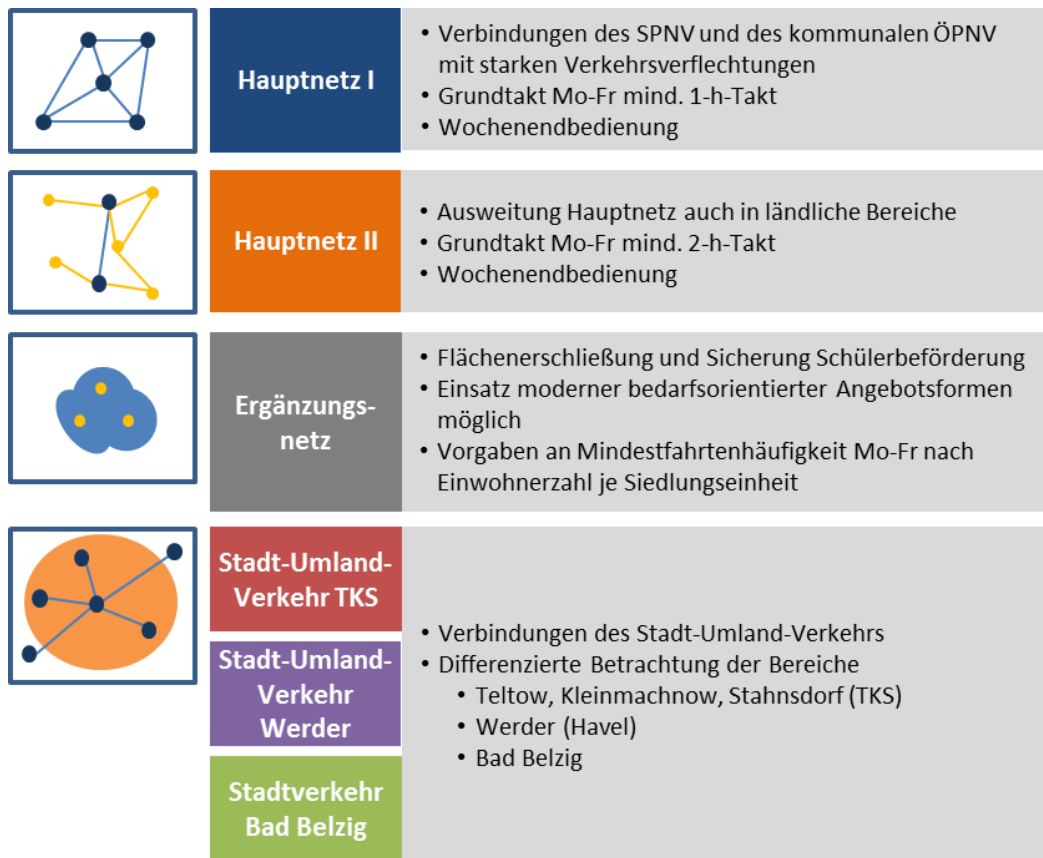 Hauptnetz I
• Verbindungen des SPNV und des kommunalen ÖPNV
mit starken Verkehrsverflechtungen
• Grundtakt Mo-Fr mind. 1-h-Takt
• Wochenendbedienung
Hauptnetz II
• Ausweitung Hauptnetz auch in ländliche Bereiche
• Grundtakt Mo-Fr mind. 2-h-Takt
• Wochenendbedienung
Ergänzungs-
netz
• Flächenerschließung und Sicherung Schülerbeförderung
• Einsatz moderner bedarfsorientierter Angebotsformen
möglich
• Vorgaben an Mindestfahrtenhäufigkeit Mo-Fr nach
Einwohnerzahl je Siedlungseinheit
Stadt-Umland-
Verkehr TKS
Stadt-Umland-
Verkehr
Werder
Stadtverkehr
Bad Belzig
• Verbindungen des Stadt-Umland-Verkehrs
• Differenzierte Betrachtung der Bereiche
• Teltow, Kleinmachnow, Stahnsdorf (TKS)
• Werder (Havel)
• Bad Belzig